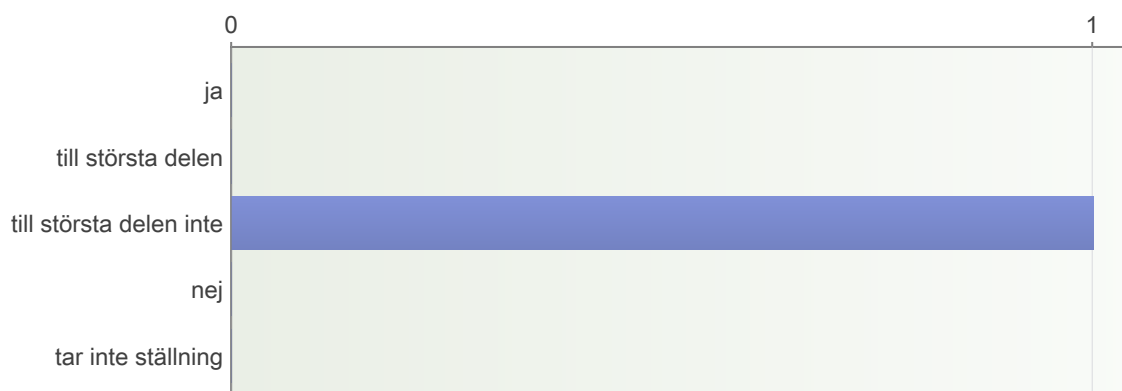 0 1
ja
till största delen
till största delen inte
nej
tar inte ställning